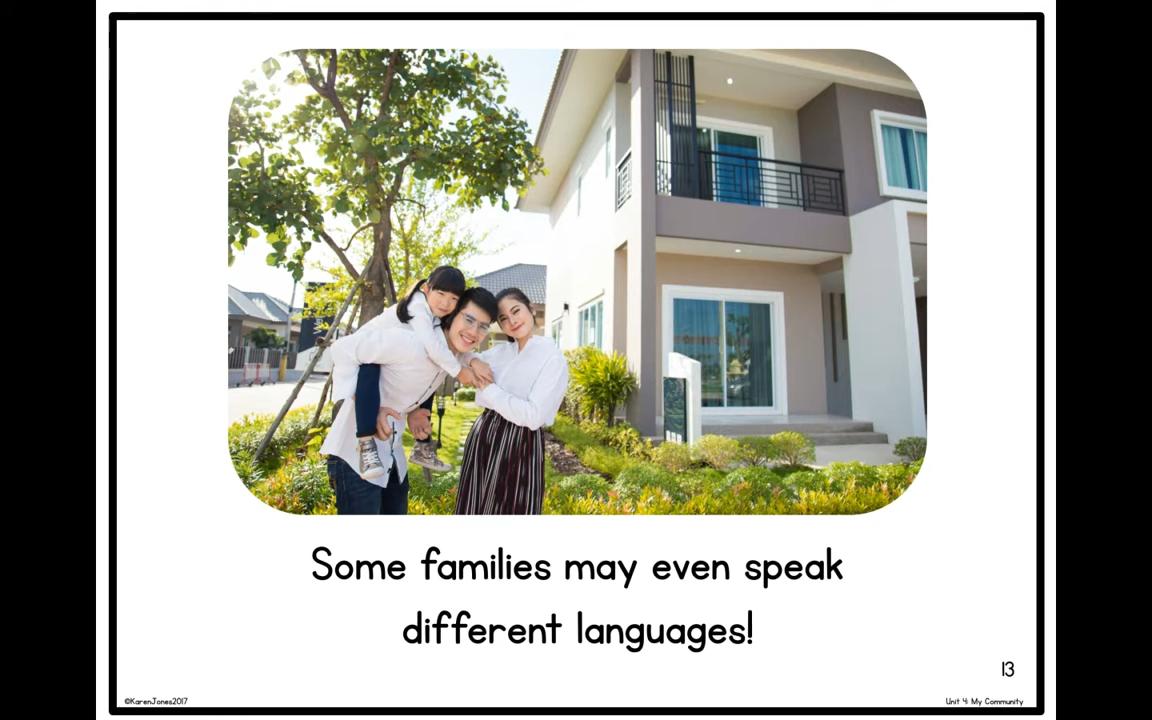 Some families may even speak
different languages!
13
©KarenJones2017
Unit 4: My Community